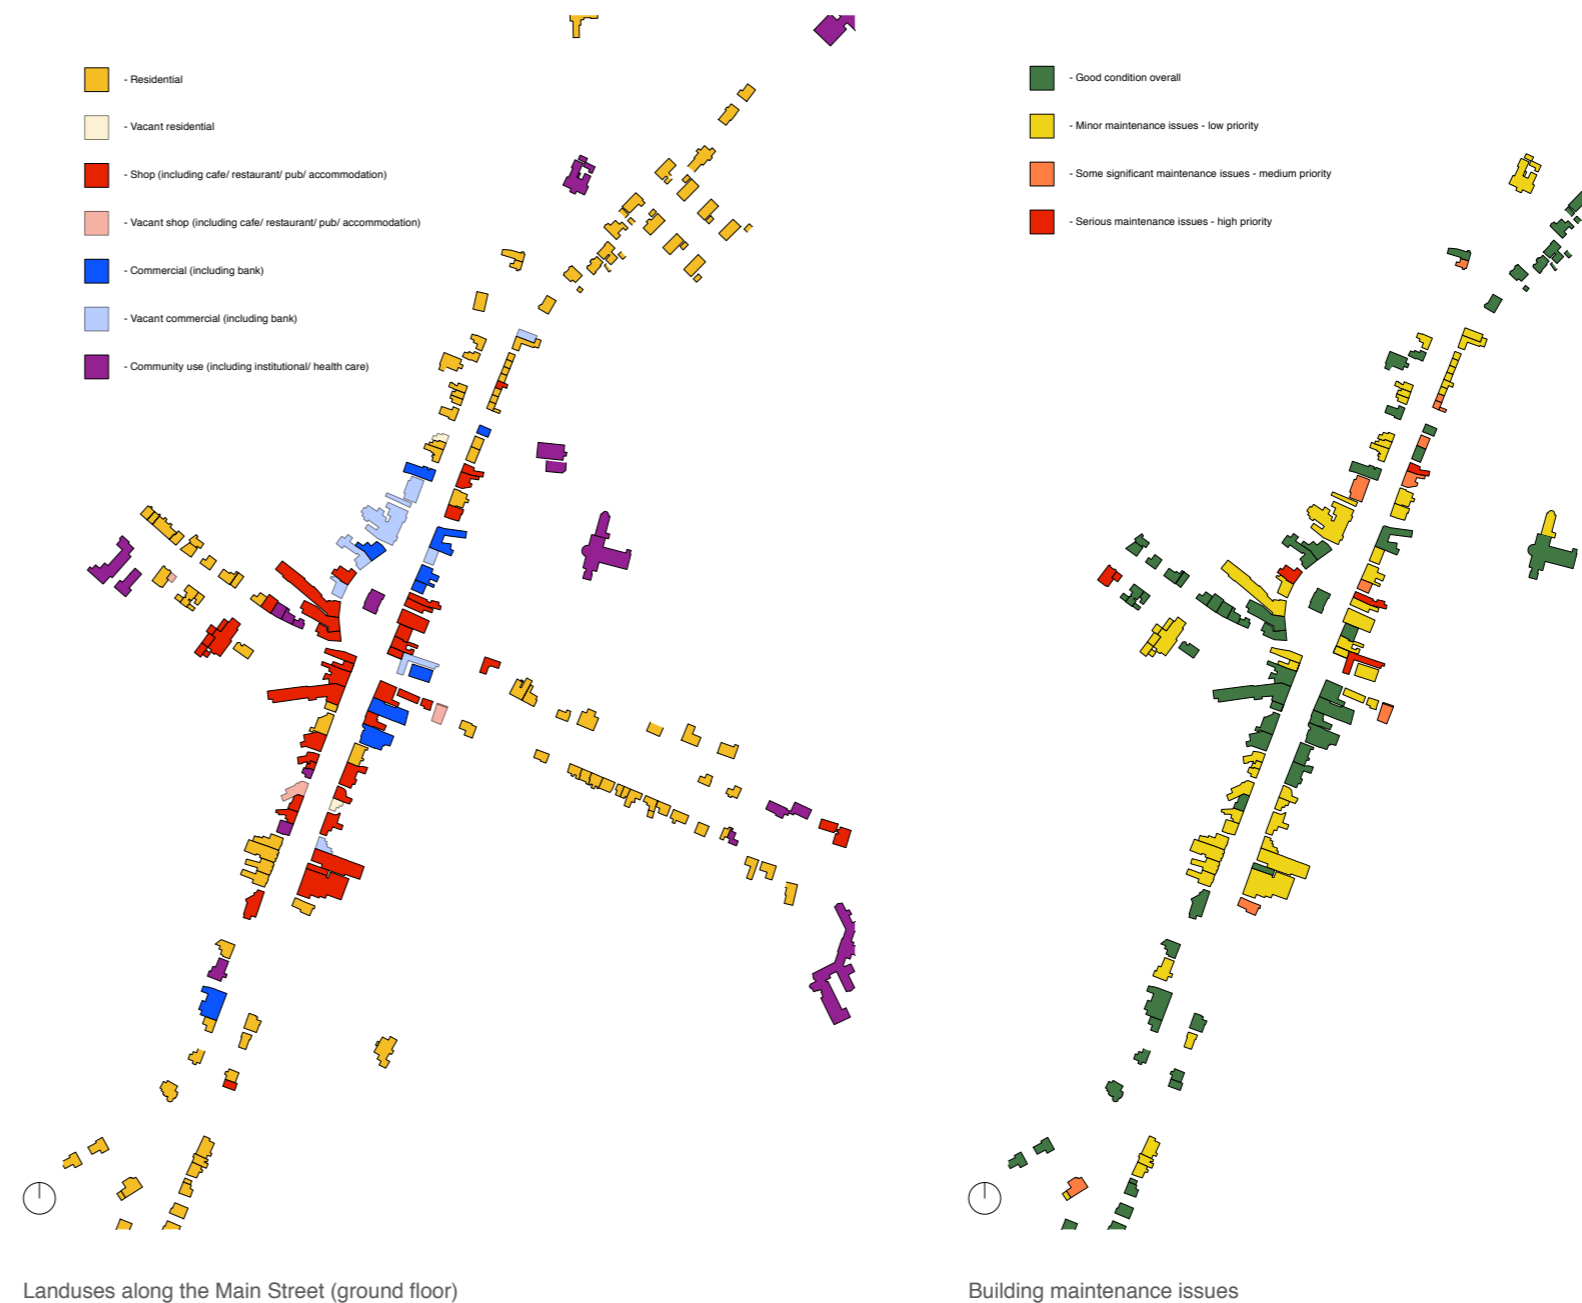 - Residential
- Vacant residential
- Shop (including cafe/ restaurant/ pub/ accommodation)
- Vacant shop (including cafe/ restaurant/ pub/ accommodation)
- Commercial (including bank)
- Vacant commercial (including bank)
- Community use (including institutional/ health care)
- Good condition overall
- Minor maintenance issues - low priority
- Some significant maintenance issues - medium priority
- Serious maintenance issues - high priority
Landuses along the Main Street (ground floor)
Building maintenance issues